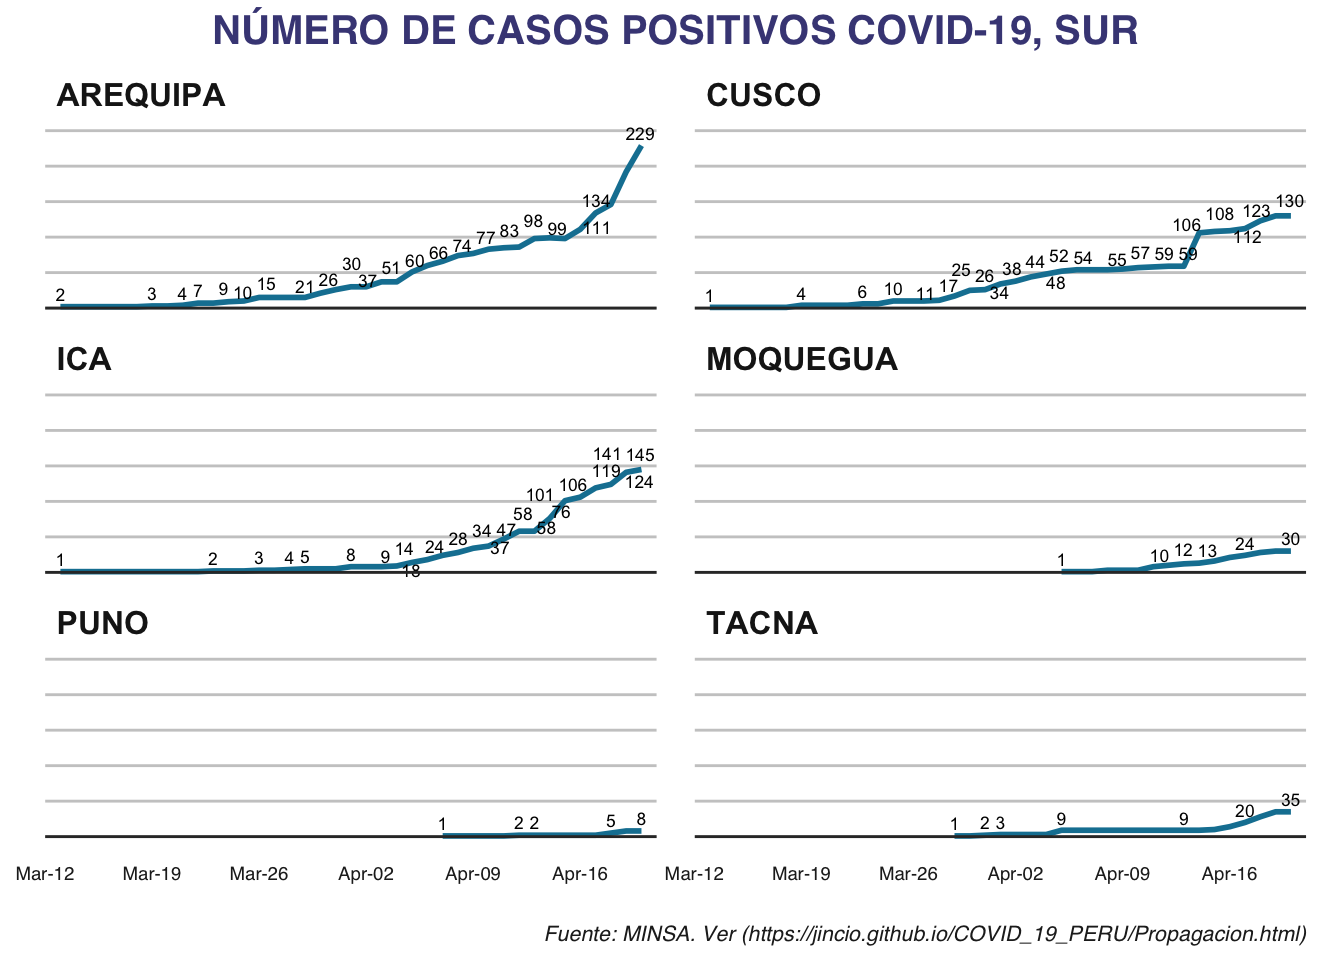 NÚMERO DE CASOS POSITIVOS COVID-19, SUR
AREQUIPA
2 3 4 7 9 10 15 21 26 30 37 51 60 66 74 77 83 98 99 111 134 229
CUSCO
1 4 6 10 11 17 25 26 34 38 44 48 52 54 55 57 59 59 106 108 112 123 130
ICA
1 2 3 4 5 8 9 14 18 24 28 34 37 47 58 58 101 76 106 119 141 124 145
MOQUEGUA
1 10 12 13 24 30
PUNO
1 2 2 5 8
TACNA
1 2 3 9 9 20 35
Mar-12 Mar-19 Mar-26 Apr-02 Apr-09 Apr-16 Mar-12 Mar-19 Mar-26 Apr-02 Apr-09 Apr-16
Fuente: MINSA. Ver (https://jincio.github.io/COVID_19_PERU/Propagacion.html)